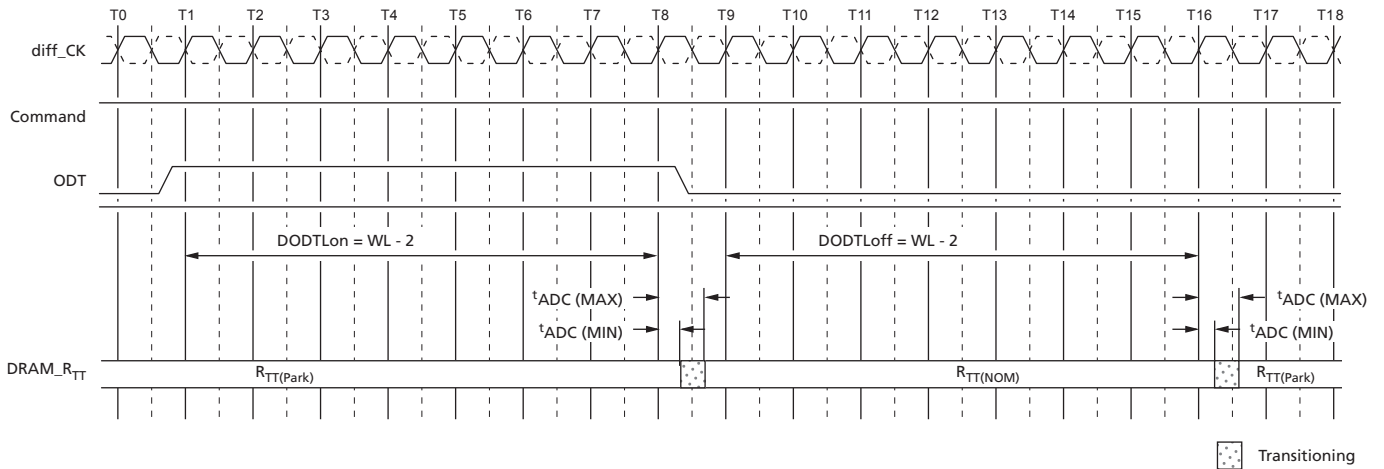 T0 T1 T2 T3 T4 T5 T6 T7 T8 T9 T10 T11 T12 T13 T14 T15 T16 T17 T18
diff_CK
Command
ODT
DODTLon = WL - 2 DODTLoff = WL - 2
tADC (MAX) tADC (MAX)
tADC (MIN) tADC (MIN)
DRAM_RTT RTT(Park) RTT(NOM) RTT(Park)
Transitioning